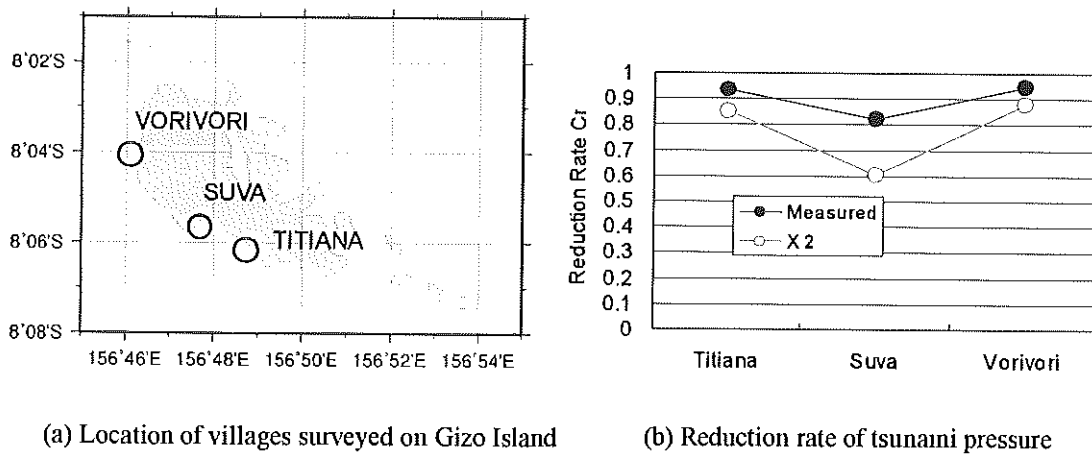 8°02'S
8°04'S
8°06'S
8°08'S
VORIVORI
SUVA
TITIANA
156°46'E 156°48'E 156°50'E 156°52'E 156°54'E
Reduction Rate Cr
1
0.9
0.8
0.7
0.6
0.5
0.4
0.3
0.2
0.1
0
Measured
X 2
Titiana Suva Vorivori
(a) Location of villages surveyed on Gizo Island
(b) Reduction rate of tsunami pressure